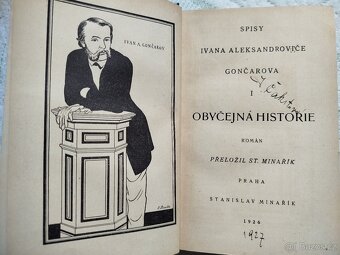 IVAN A. GONČAROV
SPISY
IVANA ALEKSANDROVIČE
GONČAROVA
I
OBYČEJNÁ HISTORIE
ROMÁN
PŘELOŽIL ST. MINAŘÍK
PRAHA
STANISLAV MINAŘÍK
1926
1927